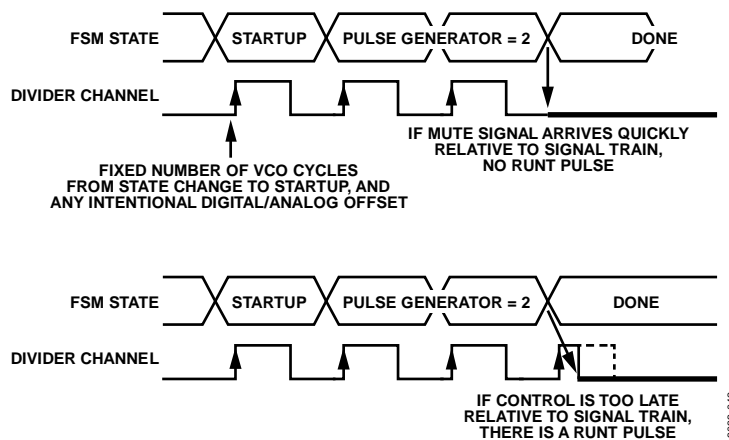 FSM STATE
STARTUP
PULSE GENERATOR = 2
DONE
DIVIDER CHANNEL
IF MUTE SIGNAL ARRIVES QUICKLY
RELATIVE TO SIGNAL TRAIN,
NO RUNT PULSE
FIXED NUMBER OF VCO CYCLES
FROM STATE CHANGE TO STARTUP, AND
ANY INTENTIONAL DIGITAL/ANALOG OFFSET
FSM STATE
STARTUP
PULSE GENERATOR = 2
DONE
DIVIDER CHANNEL
IF CONTROL IS TOO LATE
RELATIVE TO SIGNAL TRAIN,
THERE IS A RUNT PULSE